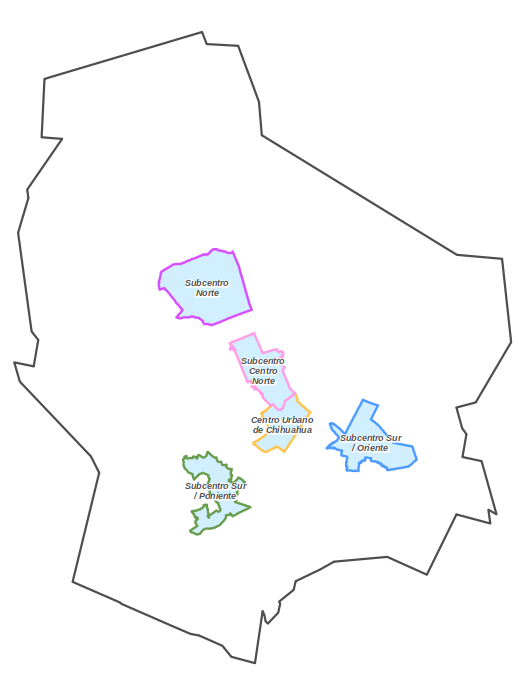 Subcentro
Norte
Subcentro
Centro
Norte
Centro Urbano
de Chihuahua
Subcentro Sur
/ Oriente
Subcentro Sur
/ Poniente